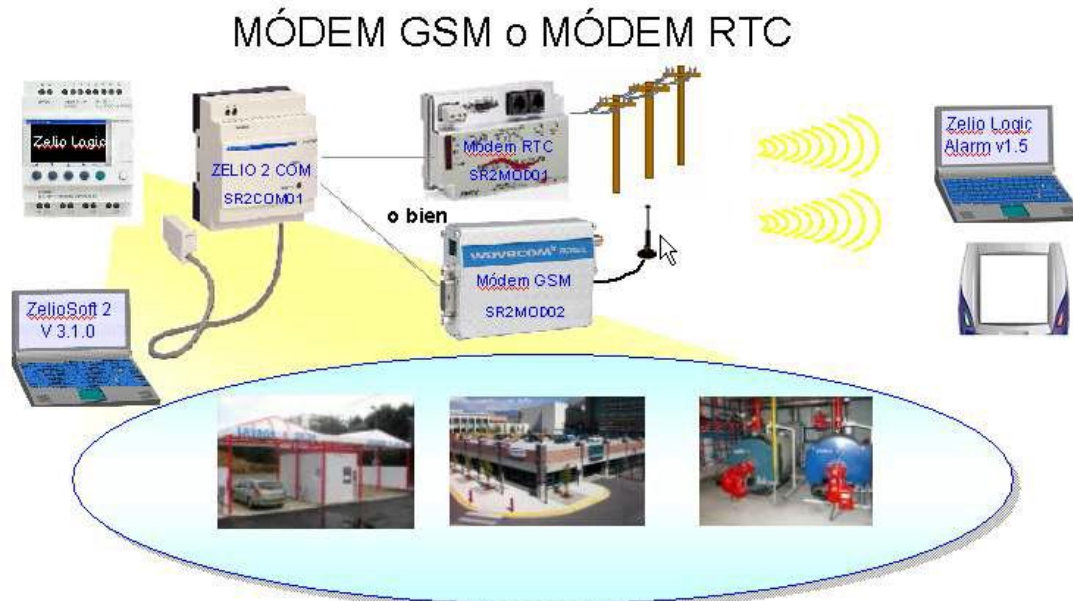 MÓDEM GSM o MÓDEM RTC
Zelio Logic
ZELIO 2 COM
SR2COM01
Módem RTC
SR2MOD01
o bien
WAVECOM
Módem GSM
SR2MOD02
Zelio Logic
Alarm v1.5
ZelioSoft 2
V 3.1.0